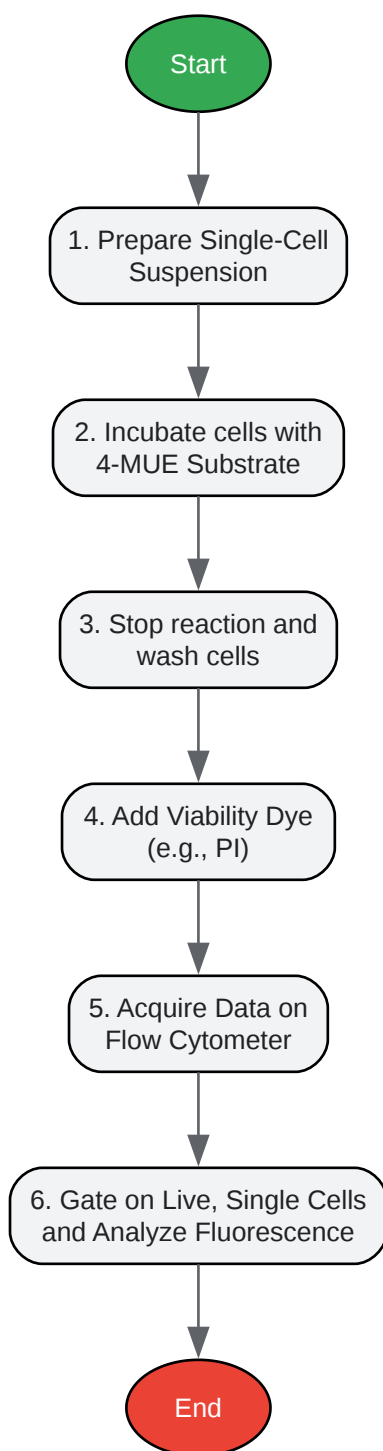 Start
1. Prepare Single-Cell
Suspension
2. Incubate cells with
4-MUE Substrate
3. Stop reaction and
wash cells
4. Add Viability Dye
(e.g., PI)
5. Acquire Data on
Flow Cytometer
6. Gate on Live, Single Cells
and Analyze Fluorescence
End